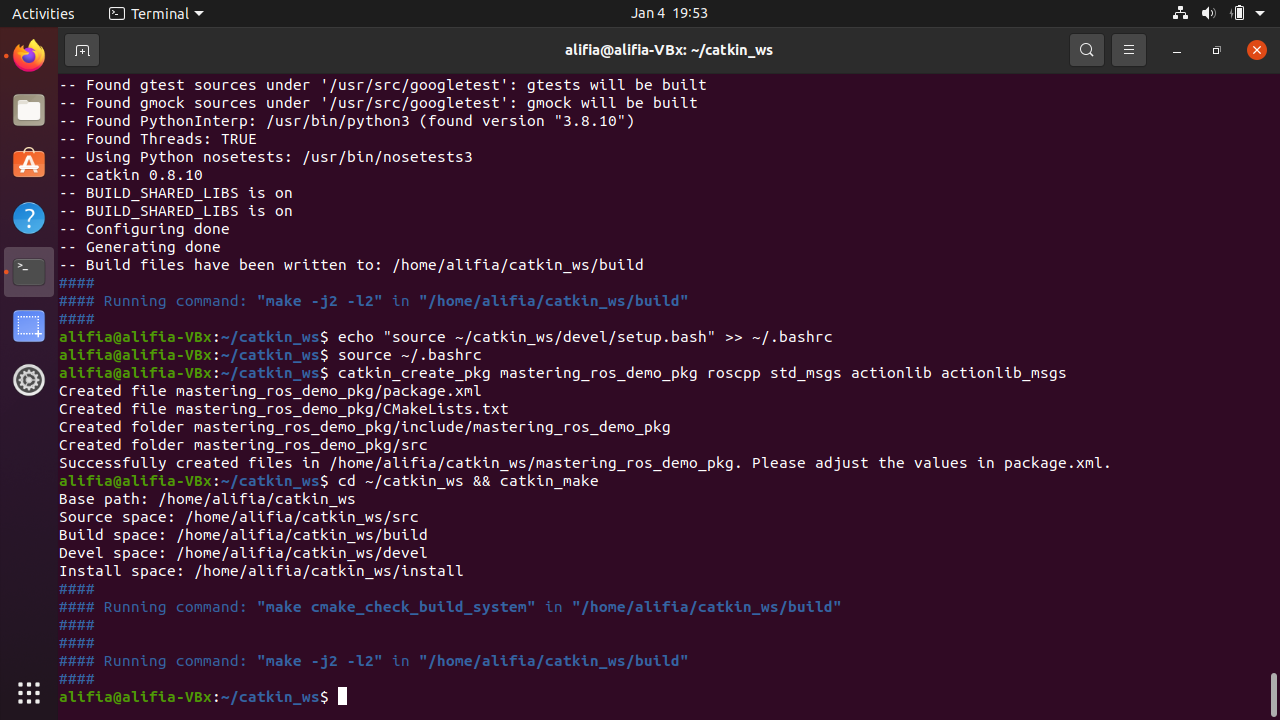 Activities
Terminal
Jan 4 19:53
alifia@alifia-VBx: ~/catkin_ws
-- Found gtest sources under '/usr/src/googletest': gtests will be built
-- Found gmock sources under '/usr/src/googletest': gmock will be built
-- Found PythonInterp: /usr/bin/python3 (found version "3.8.10")
-- Found Threads: TRUE
-- Using Python nosetests: /usr/bin/nosetests3
-- catkin 0.8.10
-- BUILD_SHARED_LIBS is on
-- BUILD_SHARED_LIBS is on
-- Configuring done
-- Generating done
-- Build files have been written to: /home/alifia/catkin_ws/build
####
#### Running command: "make -j2 -l2" in "/home/alifia/catkin_ws/build"
####
alifia@alifia-VBx:~/catkin_ws$ echo "source ~/catkin_ws/devel/setup.bash" >> ~/.bashrc
alifia@alifia-VBx:~/catkin_ws$ source ~/.bashrc
alifia@alifia-VBx:~/catkin_ws$ catkin_create_pkg mastering_ros_demo_pkg roscpp std_msgs actionlib actionlib_msgs
Created file mastering_ros_demo_pkg/package.xml
Created file mastering_ros_demo_pkg/CMakeLists.txt
Created folder mastering_ros_demo_pkg/include/mastering_ros_demo_pkg
Created folder mastering_ros_demo_pkg/src
Successfully created files in /home/alifia/catkin_ws/mastering_ros_demo_pkg. Please adjust the values in package.xml.
alifia@alifia-VBx:~/catkin_ws$ cd ~/catkin_ws && catkin_make
Base path: /home/alifia/catkin_ws
Source space: /home/alifia/catkin_ws/src
Build space: /home/alifia/catkin_ws/build
Devel space: /home/alifia/catkin_ws/devel
Install space: /home/alifia/catkin_ws/install
####
#### Running command: "make cmake_check_build_system" in "/home/alifia/catkin_ws/build"
####
####
#### Running command: "make -j2 -l2" in "/home/alifia/catkin_ws/build"
####
alifia@alifia-VBx:~/catkin_ws$